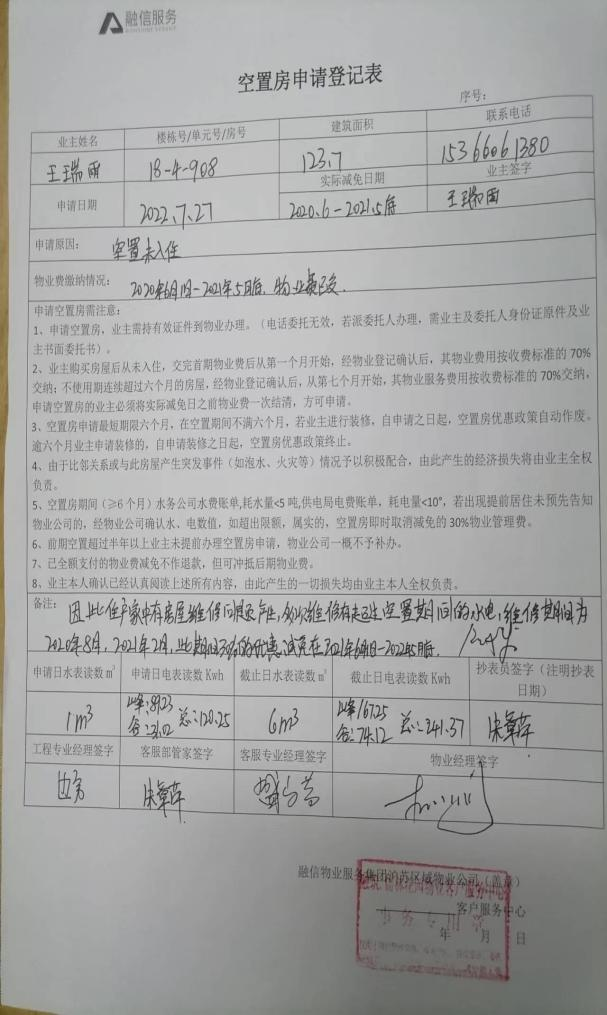 融信服务
空置房申请登记表
序号：
业主姓名 楼栋号/单元号/房号 建筑面积 联系电话
王瑞雨 18-4-908 123.7 15366061380
申请日期 2022.7.27 实际减免日期 业主签字
2020.6-2021.5底 王瑞雨
申请原因： 空置未入住
物业费缴纳情况： 2020年6月1日-2021年5月底
申请空置房需注意：
1、申请空置房，业主需持有效证件到物业办理。（电话委托无效，若派委托人办理，需业主及委托人身份证原件及业
主书面委托书）。
2、业主购买房屋后从未入住，交完首期物业费后从第一个月开始，经物业登记确认后，其物业费用按收费标准的 70%
交纳；不使用期连续超过六个月的房屋，经物业登记确认后，从第七个月开始，其物业服务费用按收费标准的 70%交纳，
申请空置房的业主必须将实际减免日之前物业费一次结清，方可申请。
3、空置房申请最短期限六个月，在空置期间不满六个月，若业主进行装修，自申请之日起，空置房优惠政策自动作废。
逾六个月业主申请装修的，自申请装修之日起，空置房优惠政策终止。
4、由于比邻关系或与此房屋产生突发事件（如泡水、火灾等）情况予以积极配合，由此产生的经济损失将由业主全权
负责。
5、空置房期间（≥6 个月）水务公司水费账单,耗水量<5 吨,供电局电费账单，耗电量<10°，若出现提前居住未预先告知
物业公司的，经物业公司确认水、电数值，如超出限额，属实的，空置房即时取消减免的 30%物业管理费。
6、前期空置超过半年以上业主未提前办理空置房申请，物业公司一概不予补办。
7、已全额支付的物业费减免不作退款，但可冲抵后期物业费。
8、业主本人确认已经认真阅读上述所有内容，由此产生的一切损失均由业主本人全权负责。
备注： 因此住户家中有房屋维修问题产生，维修有超过空置期间的水电，维修期间为
2020年8月，2021年2月，此期间30%的优惠减免在2021年6月1日-2022年5月底。
申请日水表读数 m³ 申请日电表读数 Kwh 截止日水表读数 m³ 截止日电表读数 Kwh 抄表员签字（注明抄表
日期）
1m³ 峰:89.23 总:120.25 6m³ 峰167.25 总:241.37
谷:31.02 谷:74.12
工程专业经理签字 客服部管家签字 客服专业经理签字 物业经理签字
融信物业服务集团沪苏区域物业公司（盖章）
客户服务中心
年 月 日